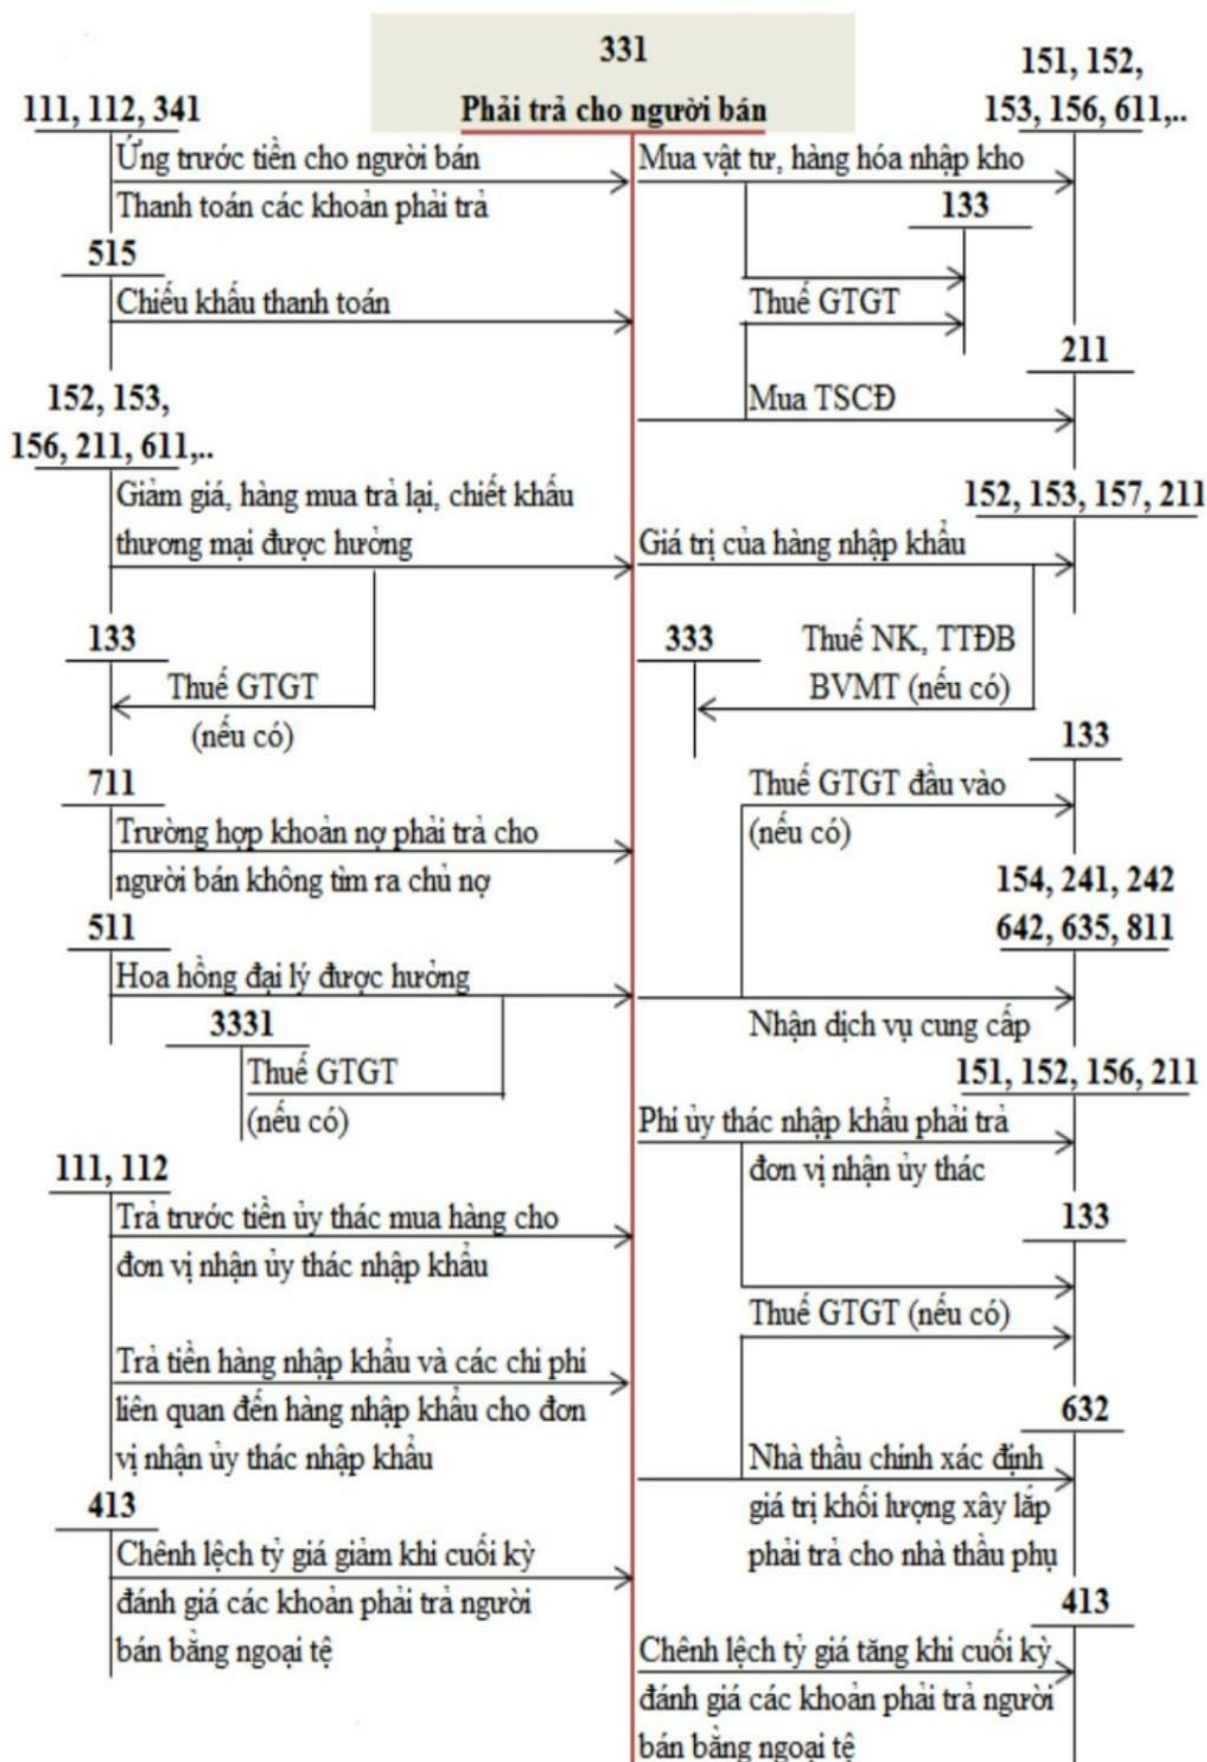 331
Phải trả cho người bán
111, 112, 341
Ứng trước tiền cho người bán
Thanh toán các khoản phải trả
515
Chiếu khấu thanh toán
152, 153,
156, 211, 611,..
Giảm giá, hàng mua trả lại, chiết khấu
thương mại được hưởng
133
Thuế GTGT
(nếu có)
711
Trường hợp khoản nợ phải trả cho
người bán không tìm ra chủ nợ
511
Hoa hồng đại lý được hưởng
3331
Thuế GTGT
(nếu có)
111, 112
Trả trước tiền ủy thác mua hàng cho
đơn vị nhận ủy thác nhập khẩu
Trả tiền hàng nhập khẩu và các chi phí
liên quan đến hàng nhập khẩu cho đơn
vị nhận ủy thác nhập khẩu
413
Chênh lệch tỷ giá giảm khi cuối kỳ
đánh giá các khoản phải trả người
bán bằng ngoại tệ
151, 152,
153, 156, 611,..
Mua vật tư, hàng hóa nhập kho
133
Thuế GTGT
211
Mua TSCĐ
152, 153, 157, 211
Giá trị của hàng nhập khẩu
333
Thuế NK, TTĐB
BVMT (nếu có)
133
Thuế GTGT đầu vào
(nếu có)
154, 241, 242
642, 635, 811
Nhận dịch vụ cung cấp
151, 152, 156, 211
Phí ủy thác nhập khẩu phải trả
đơn vị nhận ủy thác
133
Thuế GTGT (nếu có)
632
Nhà thầu chính xác định
giá trị khối lượng xây lắp
phải trả cho nhà thầu phụ
413
Chênh lệch tỷ giá tăng khi cuối kỳ
đánh giá các khoản phải trả người
bán bằng ngoại tệ